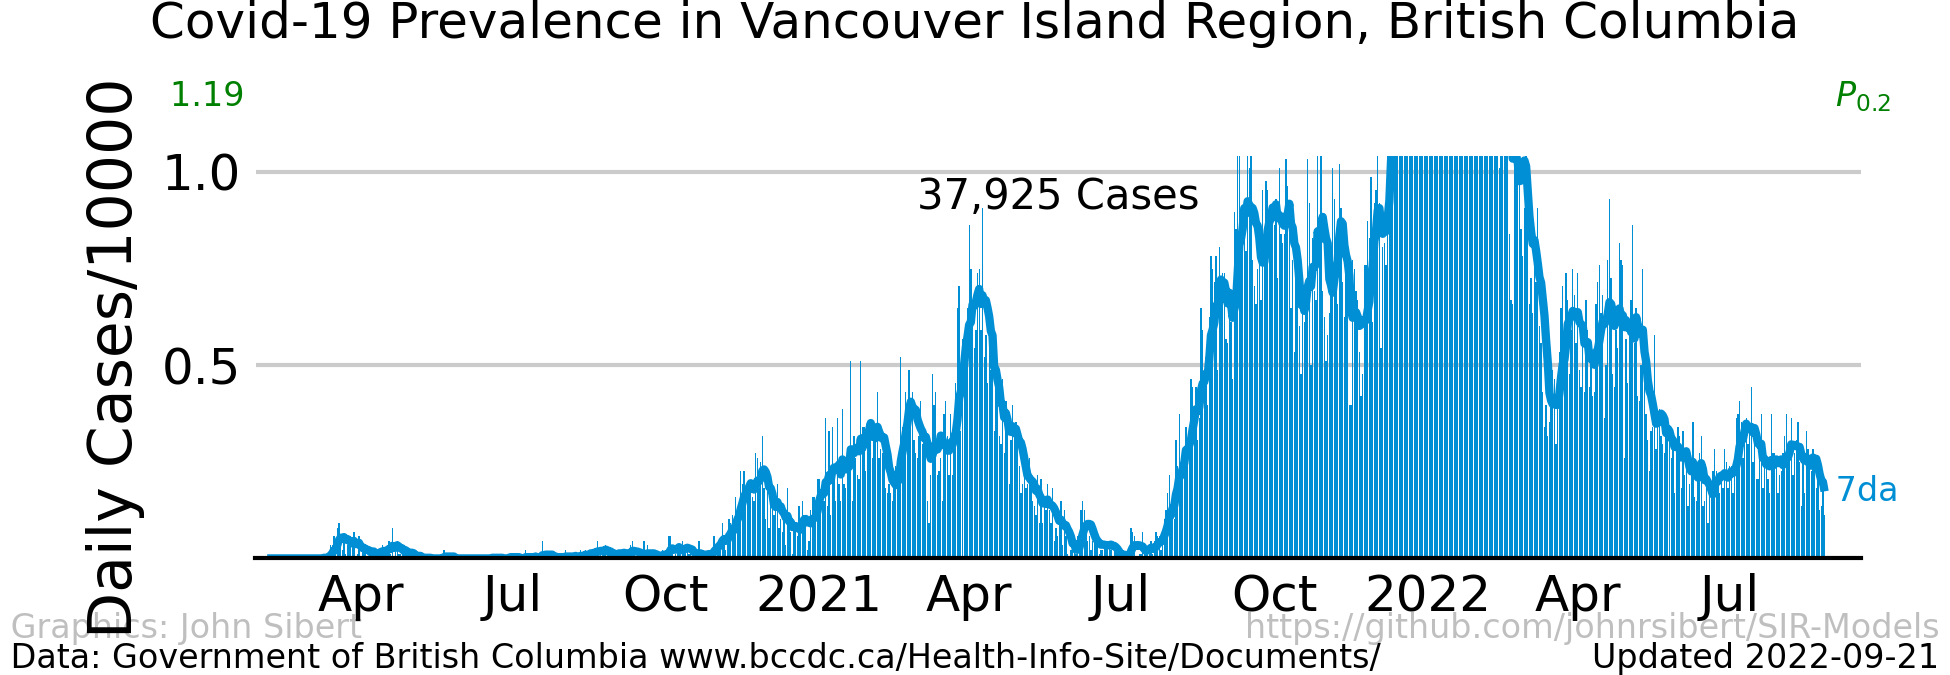 Covid-19 Prevalence in Vancouver Island Region, British Columbia
Daily Cases/10000
1.19
P0.2
1.0
37,925 Cases
0.5
7da
Apr Jul Oct 2021 Apr Jul Oct 2022 Apr Jul
Graphics: John Sibert
https://github.com/johnrsibert/SIR-Models
Data: Government of British Columbia www.bccdc.ca/Health-Info-Site/Documents/
Updated 2022-09-21